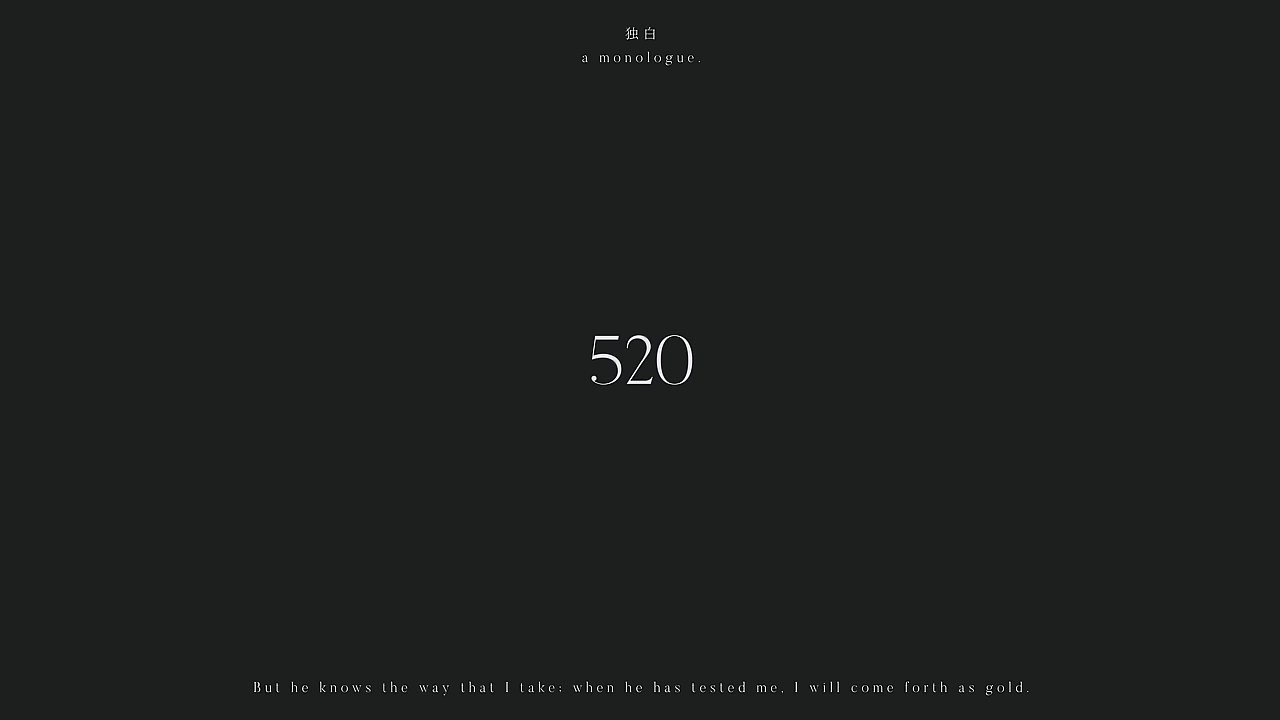 独白
a monologue.
520
But he knows the way that I take; when he has tested me, I will come forth as gold.